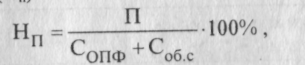 Н_П = П / (С_ОПФ + С_об.с) · 100% ,